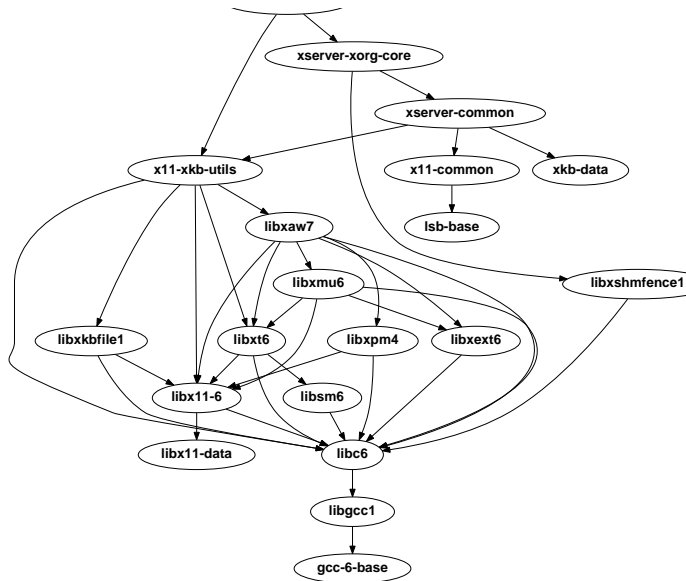 xserver-xorg-core
xserver-common
x11-xkb-utils
x11-common
xkb-data
libxaw7
lsb-base
libxmu6
libxshmfence1
libxkbfile1
libxt6
libxpm4
libxext6
libx11-6
libsm6
libx11-data
libc6
libgcc1
gcc-6-base